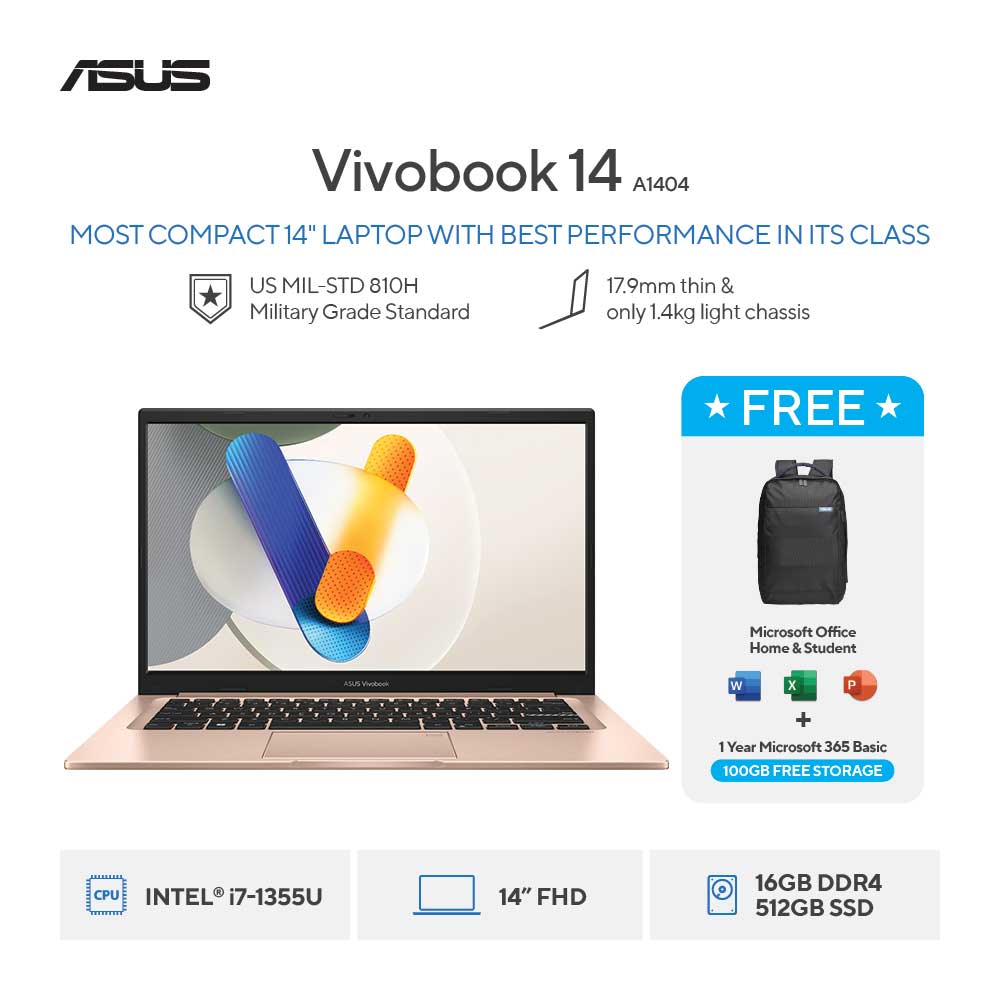 ASUS
Vivobook 14 A1404
MOST COMPACT 14" LAPTOP WITH BEST PERFORMANCE IN ITS CLASS
US MIL-STD 810H
Military Grade Standard
17.9mm thin &
only 1.4kg light chassis
FREE
ASUS Vivobook
ASUS
Microsoft Office
Home & Student
W
X
P
+
1 Year Microsoft 365 Basic
100GB FREE STORAGE
CPU
INTEL® i7-1355U
14” FHD
16GB DDR4
512GB SSD